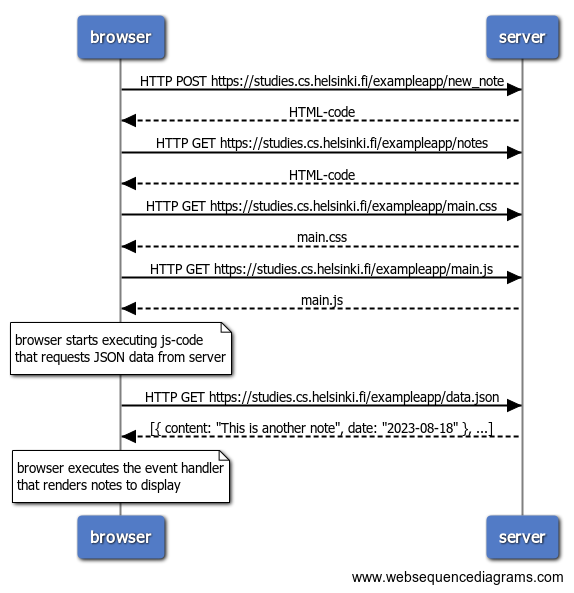 browser server
HTTP POST https://studies.cs.helsinki.fi/exampleapp/new_note
HTML-code
HTTP GET https://studies.cs.helsinki.fi/exampleapp/notes
HTML-code
HTTP GET https://studies.cs.helsinki.fi/exampleapp/main.css
main.css
HTTP GET https://studies.cs.helsinki.fi/exampleapp/main.js
main.js
browser starts executing js-code
that requests JSON data from server
HTTP GET https://studies.cs.helsinki.fi/exampleapp/data.json
[{ content: "This is another note", date: "2023-08-18" }, ...]
browser executes the event handler
that renders notes to display
browser server
www.websequencediagrams.com